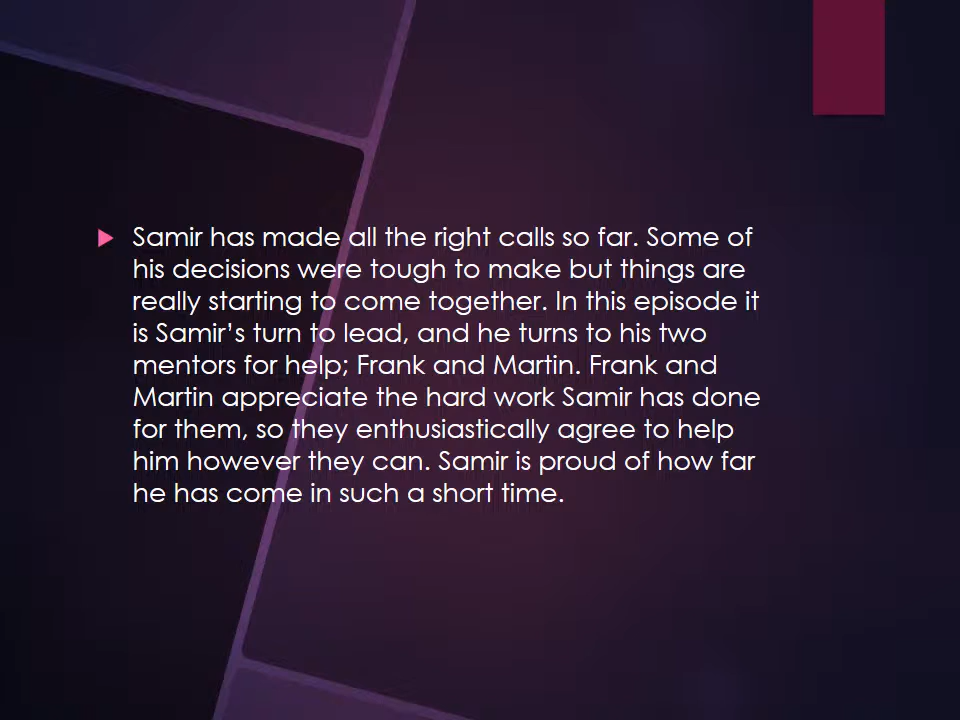 Samir has made all the right calls so far. Some of
his decisions were tough to make but things are
really starting to come together. In this episode it
is Samir’s turn to lead, and he turns to his two
mentors for help; Frank and Martin. Frank and
Martin appreciate the hard work Samir has done
for them, so they enthusiastically agree to help
him however they can. Samir is proud of how far
he has come in such a short time.